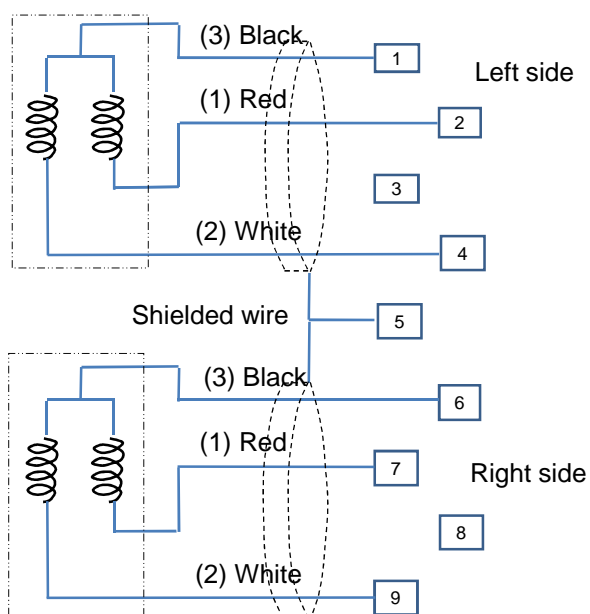 (3) Black
1
Left side
(1) Red
2
3
(2) White
4
Shielded wire
5
(3) Black
6
(1) Red
7
Right side
8
(2) White
9